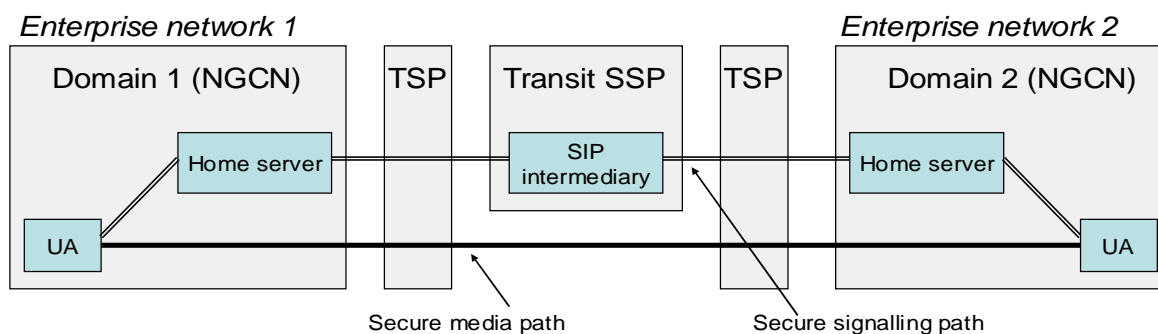 Enterprise network 1
Enterprise network 2
Domain 1 (NGCN)
TSP
Transit SSP
TSP
Domain 2 (NGCN)
Home server
SIP
intermediary
Home server
UA
UA
Secure media path
Secure signalling path